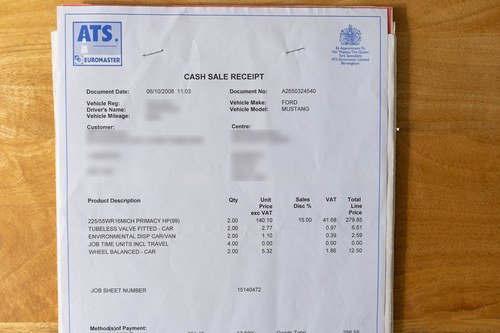 ATS.
EUROMASTER
By Appointment To
Her Majesty The Queen
Tyre Specialists
ATS Euromaster Limited
Birmingham
CASH SALE RECEIPT
Document Date: 08/10/2008 11:03 Document No: A2650324540
Vehicle Reg: Vehicle Make: FORD
Driver's Name: Vehicle Model: MUSTANG
Vehicle Mileage:
Customer: Centre:
Product Description Qty Unit Price exc VAT Sales Disc % VAT Total Line Price
225/55WR16MICH PRIMACY HP(99) 2.00 140.10 15.00 41.68 279.85
TUBELESS VALVE FITTED - CAR 2.00 2.77 0.97 6.51
ENVIRONMENTAL DISP CAR/VAN 2.00 1.10 0.39 2.59
JOB TIME UNITS INCL TRAVEL 4.00 0.00 0.00 0.00
WHEEL BALANCED - CAR 2.00 5.32 1.86 12.50
JOB SHEET NUMBER 15140472
Method(s)of Payment: